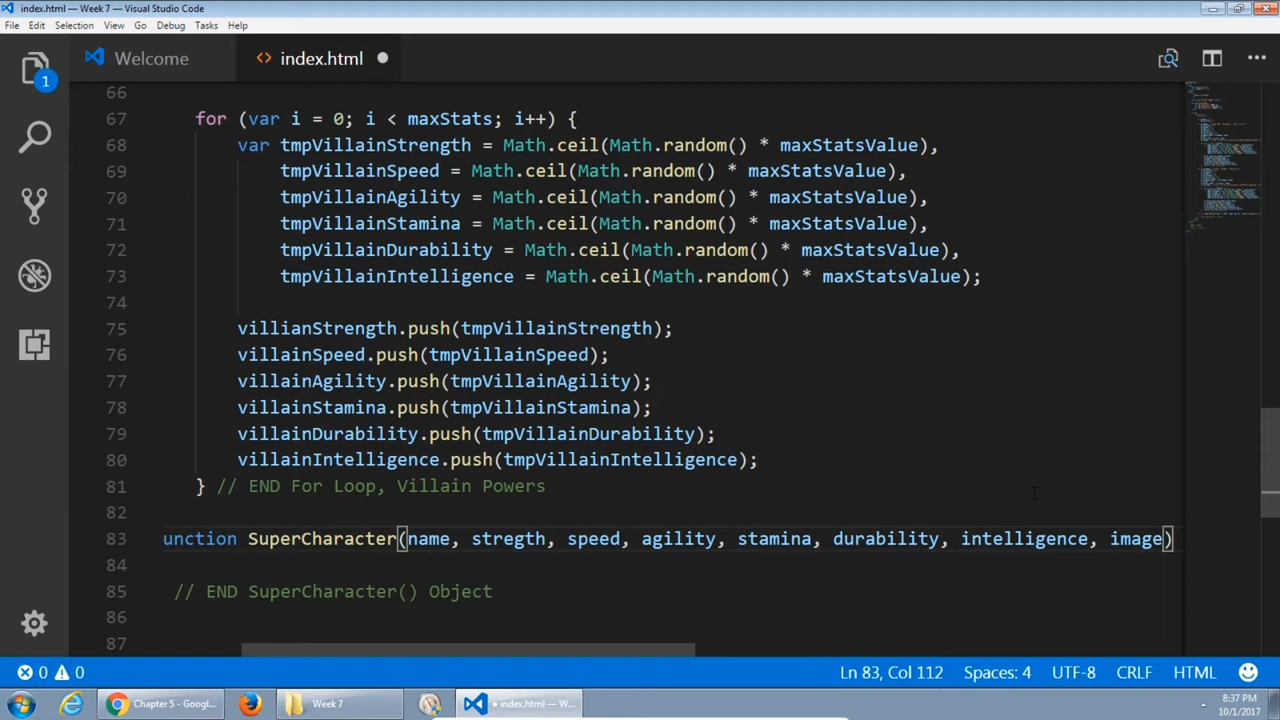 index.html — Week 7 - Visual Studio Code
File Edit Selection View Go Debug Tasks Help
1
Welcome
<> index.html
66
67 for (var i = 0; i < maxStats; i++) {
68 var tmpVillainStrength = Math.ceil(Math.random() * maxStatsValue),
69 tmpVillainSpeed = Math.ceil(Math.random() * maxStatsValue),
70 tmpVillainAgility = Math.ceil(Math.random() * maxStatsValue),
71 tmpVillainStamina = Math.ceil(Math.random() * maxStatsValue),
72 tmpVillainDurability = Math.ceil(Math.random() * maxStatsValue),
73 tmpVillainIntelligence = Math.ceil(Math.random() * maxStatsValue);
74
75 villianStrength.push(tmpVillainStrength);
76 villainSpeed.push(tmpVillainSpeed);
77 villainAgility.push(tmpVillainAgility);
78 villainStamina.push(tmpVillainStamina);
79 villainDurability.push(tmpVillainDurability);
80 villainIntelligence.push(tmpVillainIntelligence);
81 } // END For Loop, Villain Powers
82
83 unction SuperCharacter(name, stregth, speed, agility, stamina, durability, intelligence, image)
84
85 // END SuperCharacter() Object
86
87
0 0 Ln 83, Col 112 Spaces: 4 UTF-8 CRLF HTML
Chapter 5 - Googl... Week 7 • index.html — W... 8:37 PM
10/1/2017